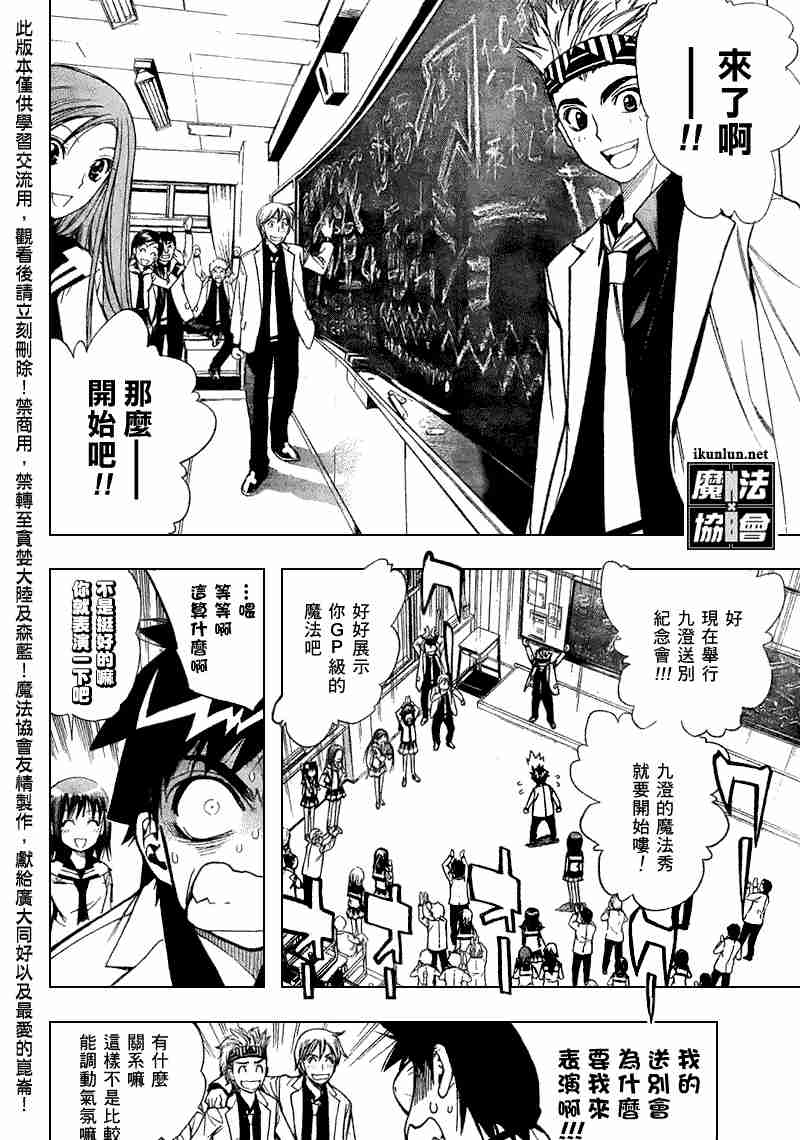 來了啊
——!!
那麼——
開始吧!!
ikunlun.net
魔法
協會
好
現在舉行
九澄送別
紀念會!!!
好好展示
你GP級的
魔法吧
九澄的魔法秀
就要開始嘍!
ワ
ワ
オォ
オォ
…喂
等等啊
這算什麼啊
不是挺好的嘛
你就表演一下吧
我的
送別會
為什麼
要我來
表演!!!
有什麼
關系嘛
這樣不是比較
能調動氣氛嘛
此版本僅供學習交流用，觀看後請立刻刪除！禁商用，禁轉至貪婪大陸及森藍！魔法協會友情製作，獻給廣大同好以及最愛的崑崙！